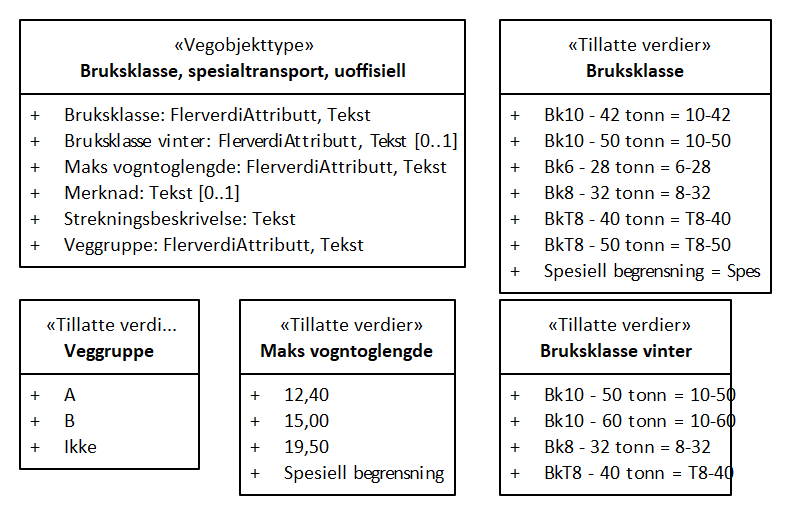 «Vegobjekttype»
Bruksklasse, spesialtransport, uoffisiell
+ Bruksklasse: FlerverdiAttributt, Tekst
+ Bruksklasse vinter: FlerverdiAttributt, Tekst [0..1]
+ Maks vogntoglengde: FlerverdiAttributt, Tekst
+ Merknad: Tekst [0..1]
+ Strekningsbeskrivelse: Tekst
+ Veggruppe: FlerverdiAttributt, Tekst
«Tillatte verdier»
Bruksklasse
+ Bk10 - 42 tonn = 10-42
+ Bk10 - 50 tonn = 10-50
+ Bk6 - 28 tonn = 6-28
+ Bk8 - 32 tonn = 8-32
+ BkT8 - 40 tonn = T8-40
+ BkT8 - 50 tonn = T8-50
+ Spesiell begrensning = Spes
«Tillatte verdi...
Veggruppe
+ A
+ B
+ Ikke
«Tillatte verdier»
Maks vogntoglengde
+ 12,40
+ 15,00
+ 19,50
+ Spesiell begrensning
«Tillatte verdier»
Bruksklasse vinter
+ Bk10 - 50 tonn = 10-50
+ Bk10 - 60 tonn = 10-60
+ Bk8 - 32 tonn = 8-32
+ BkT8 - 40 tonn = T8-40